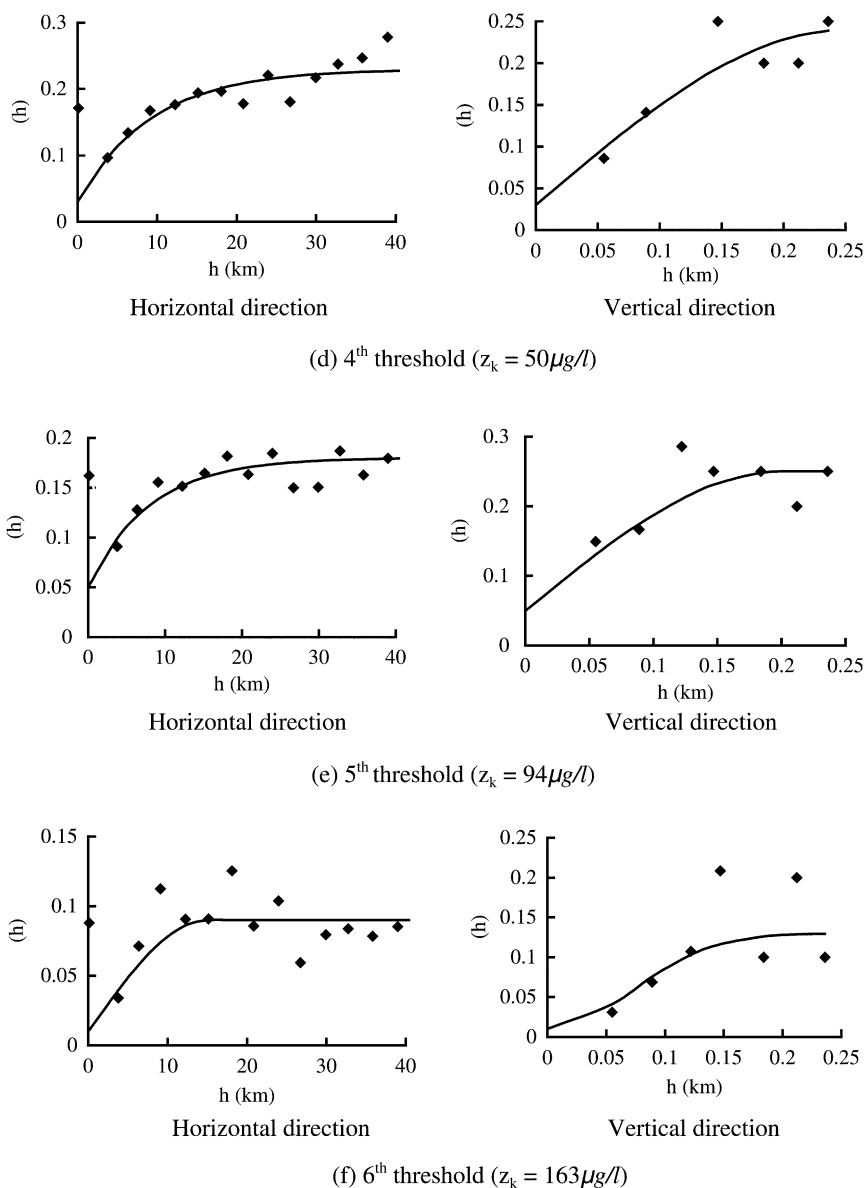 0.3
0.2
0.1
0
(h)
0 10 20 30 40
h (km)
Horizontal direction
0.25
0.2
0.15
0.1
0.05
0
(h)
0 0.05 0.1 0.15 0.2 0.25
h (km)
Vertical direction
(d) 4th threshold (zk = 50μg/l)
0.2
0.15
0.1
0.05
0
(h)
0 10 20 30 40
h (km)
Horizontal direction
0.3
0.2
0.1
0
(h)
0 0.05 0.1 0.15 0.2 0.25
h (km)
Vertical direction
(e) 5th threshold (zk = 94μg/l)
0.15
0.1
0.05
0
(h)
0 10 20 30 40
h (km)
Horizontal direction
0.25
0.2
0.15
0.1
0.05
0
(h)
0 0.05 0.1 0.15 0.2 0.25
h (km)
Vertical direction
(f) 6th threshold (zk = 163μg/l)